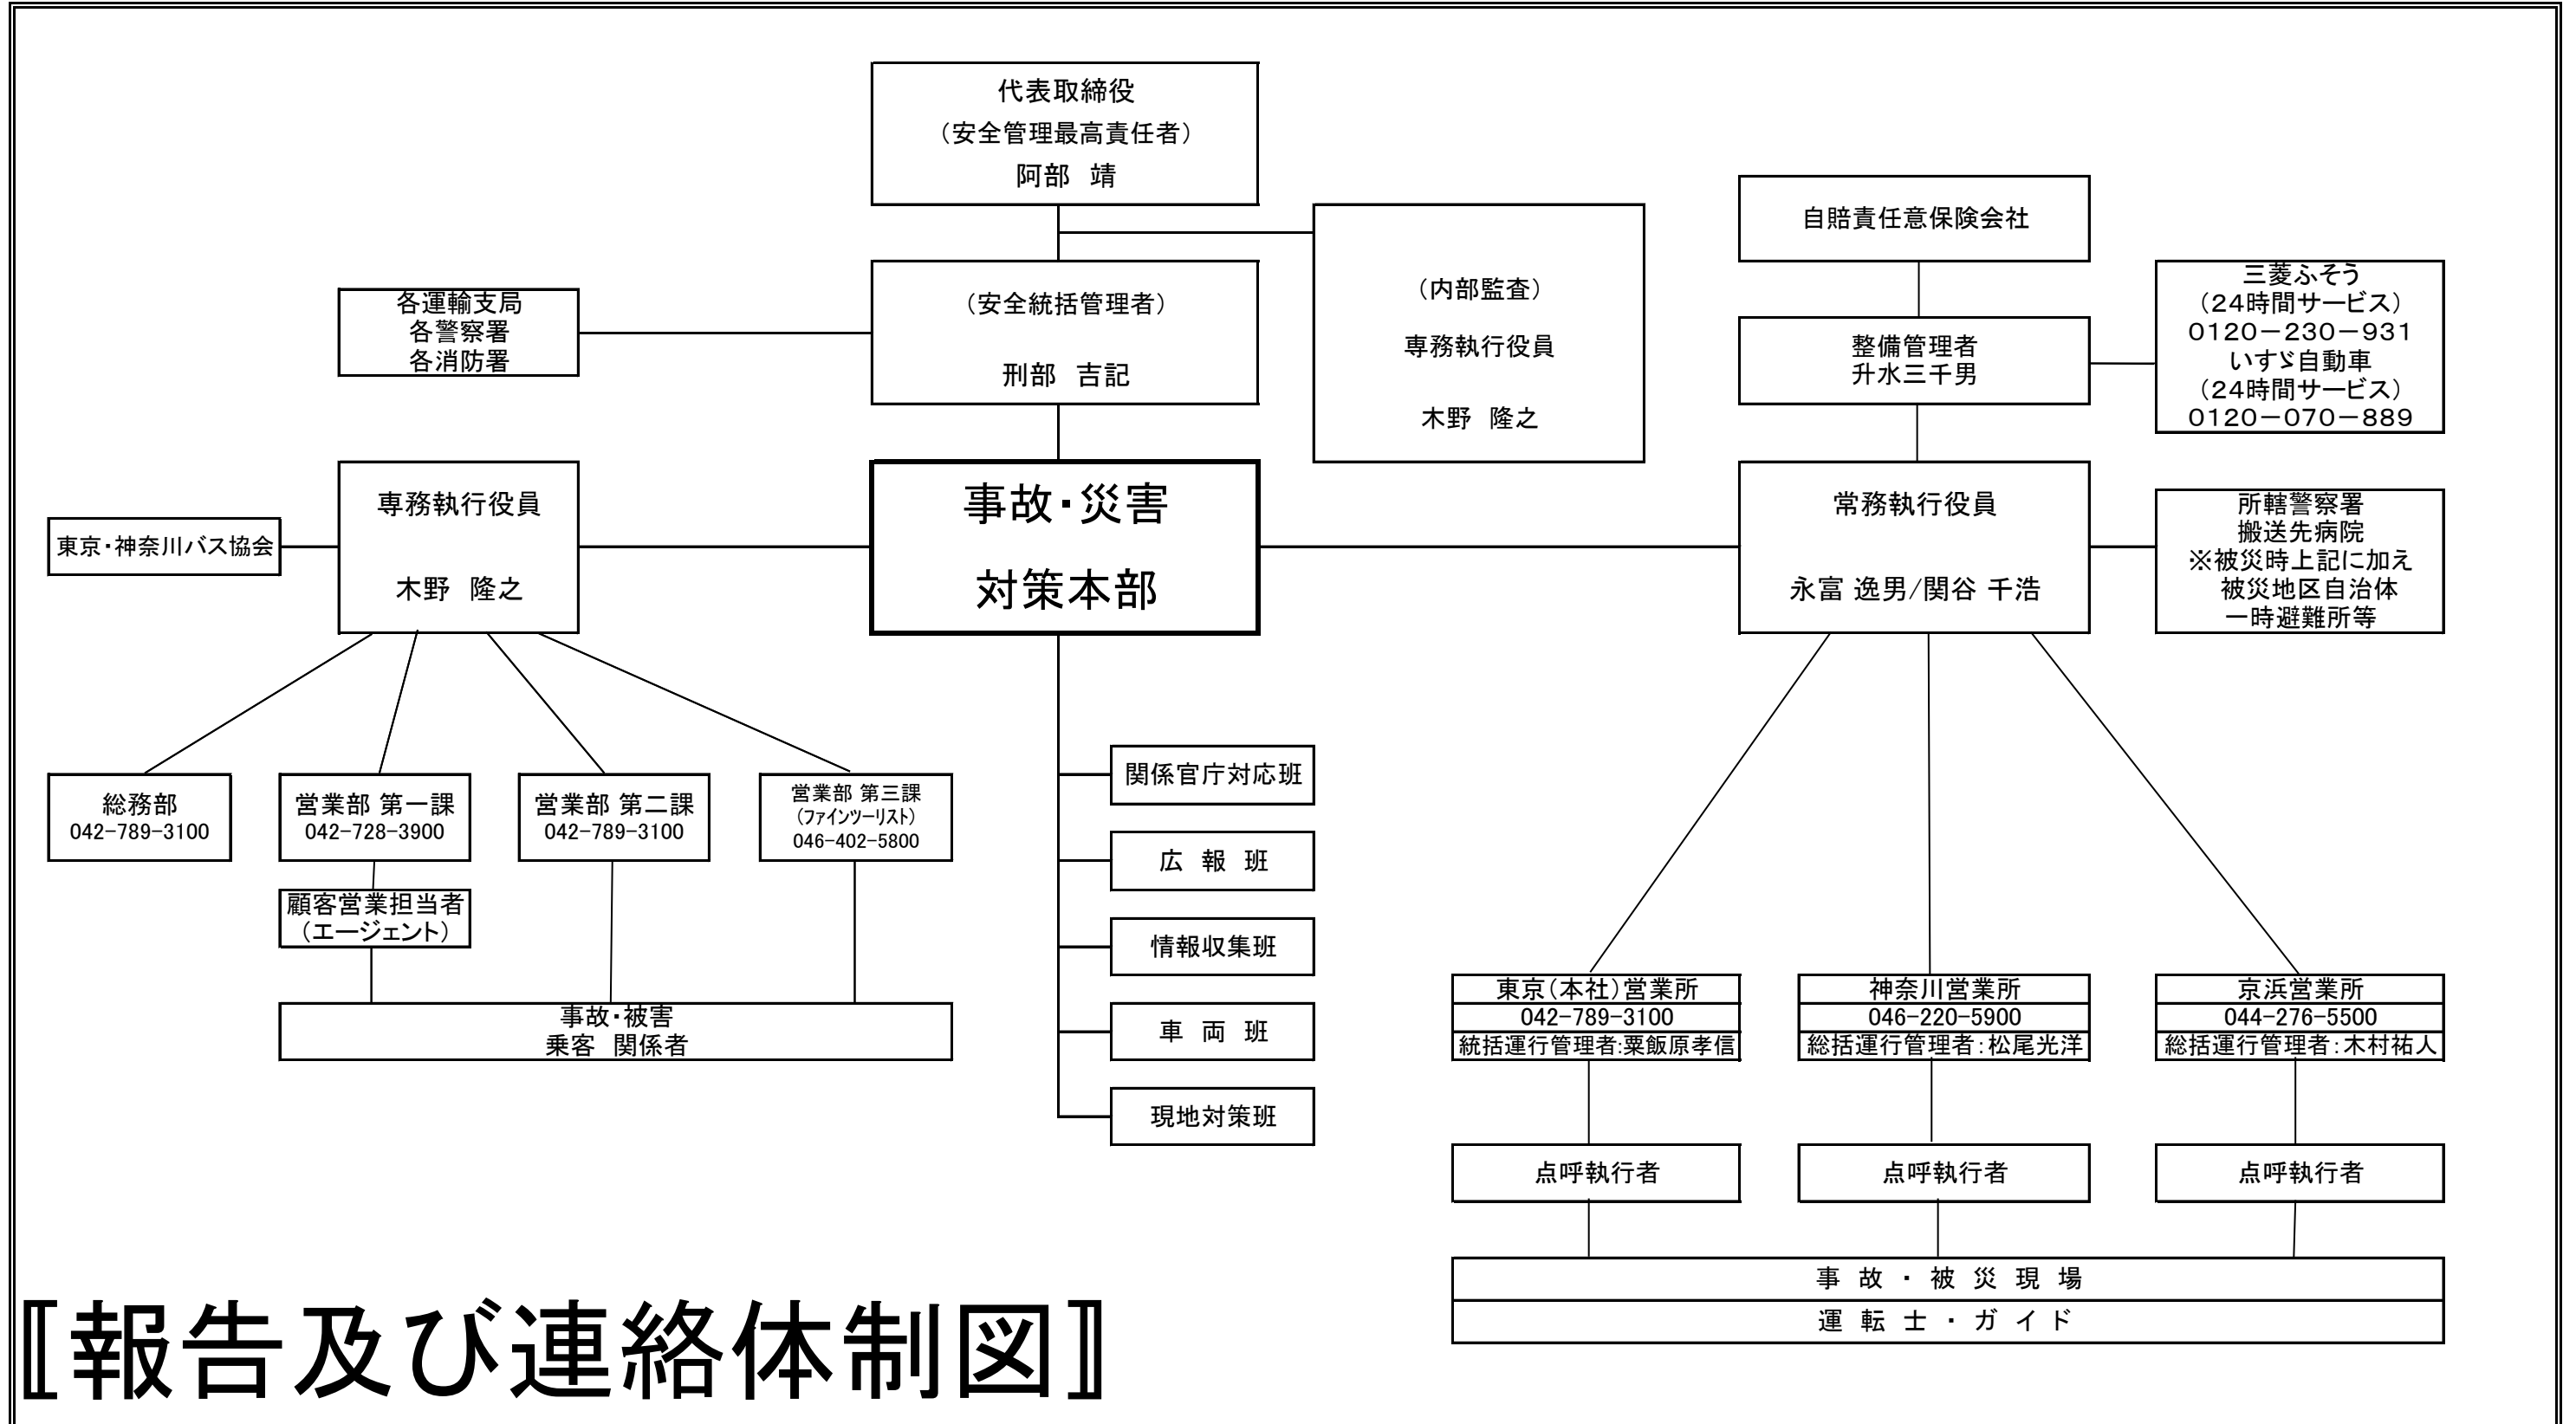 代表取締役
（安全管理最高責任者）
阿部　靖
自賠責任意保険会社
（内部監査）
専務執行役員
木野　隆之
各運輸支局
各警察署
各消防署
（安全統括管理者）
刑部　吉記
整備管理者
升水三千男
三菱ふそう
（24時間サービス）
0120－230－931
いすゞ自動車
（24時間サービス）
0120－070－889
東京・神奈川バス協会
専務執行役員
木野　隆之
事故・災害
対策本部
常務執行役員
永富 逸男/関谷 千浩
所轄警察署
搬送先病院
※被災時上記に加え
被災地区自治体
一時避難所等
総務部
042-789-3100
営業部 第一課
042-728-3900
営業部 第二課
042-789-3100
営業部 第三課
（ファインツーリスト）
046-402-5800
顧客営業担当者
（エージェント）
事故・被害
乗客　関係者
関係官庁対応班
広　報　班
情報収集班
車　両　班
現地対策班
東京（本社）営業所
042-789-3100
統括運行管理者:粟飯原孝信
神奈川営業所
046-220-5900
総括運行管理者：松尾光洋
京浜営業所
044-276-5500
総括運行管理者：木村祐人
点呼執行者
点呼執行者
点呼執行者
事　故　・　被　災　現　場
運　転　士　・　ガ　イ　ド
〚報告及び連絡体制図〛